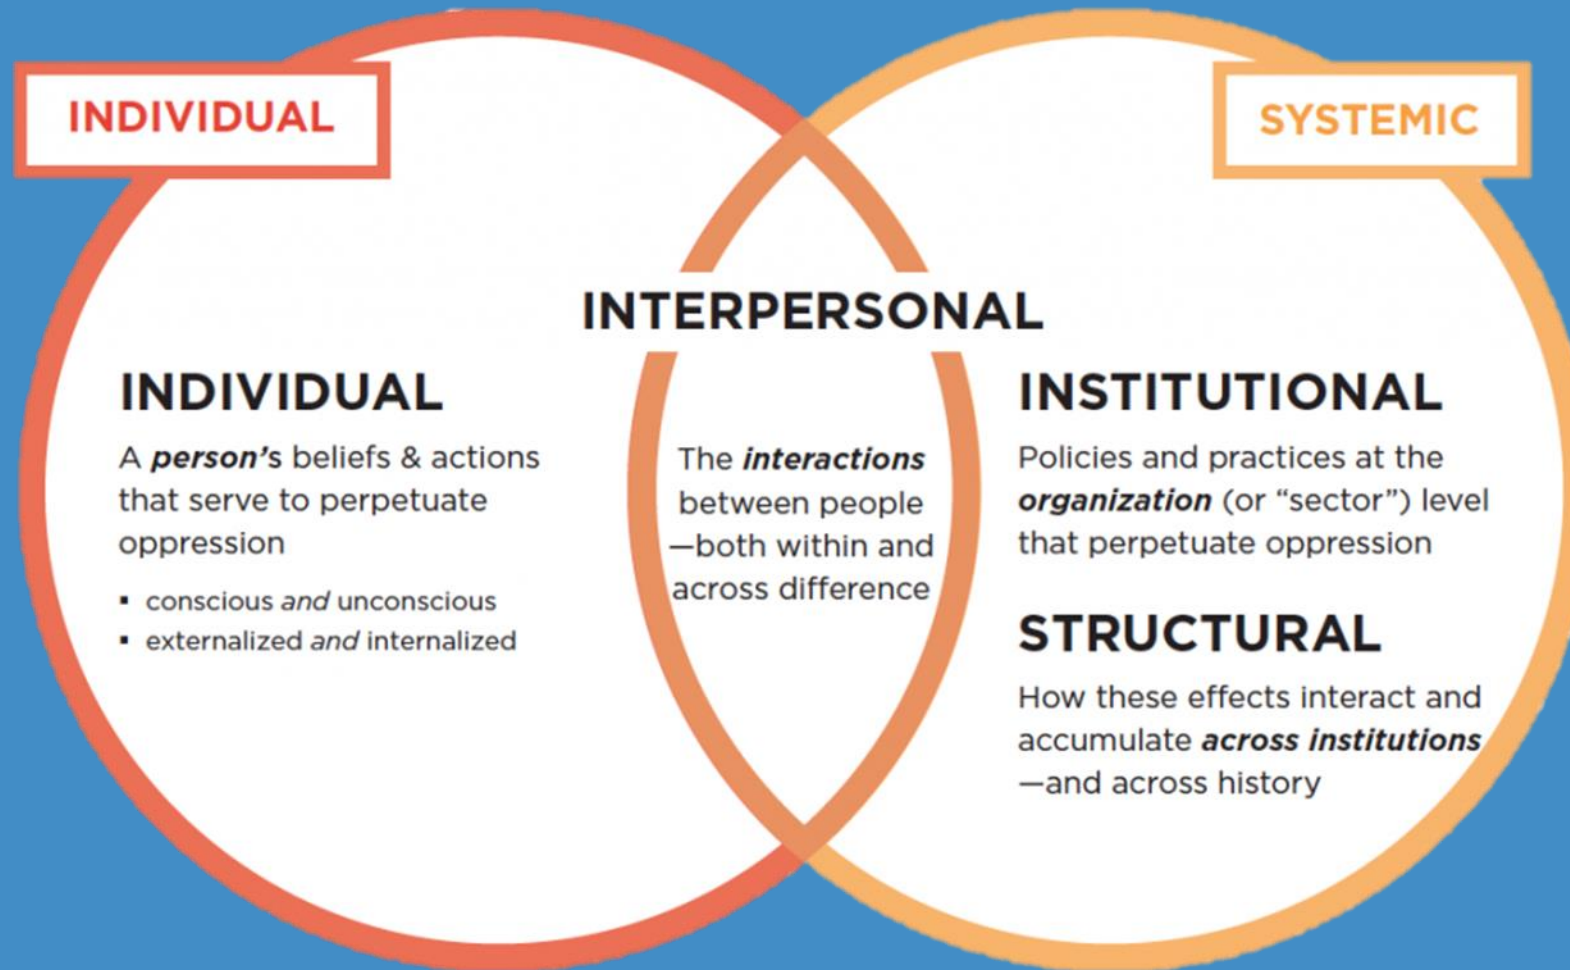 INDIVIDUAL
SYSTEMIC
INTERPERSONAL
INDIVIDUAL
A person's beliefs & actions
that serve to perpetuate
oppression
▪ conscious and unconscious
▪ externalized and internalized
The interactions
between people
—both within and
across difference
INSTITUTIONAL
Policies and practices at the
organization (or “sector”) level
that perpetuate oppression
STRUCTURAL
How these effects interact and
accumulate across institutions
—and across history